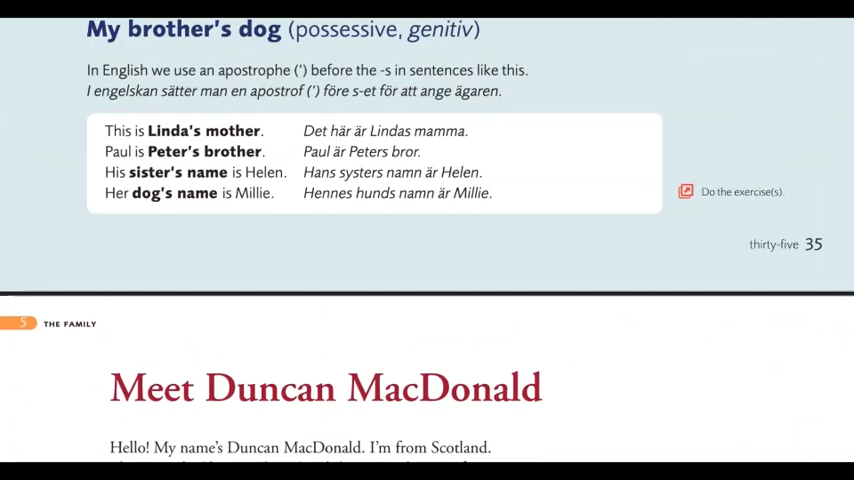 My brother's dog (possessive, genitiv)
In English we use an apostrophe (') before the -s in sentences like this.
I engelskan sätter man en apostrof (') före s-et för att ange ägaren.
This is Linda's mother. Det här är Lindas mamma.
Paul is Peter's brother. Paul är Peters bror.
His sister's name is Helen. Hans systers namn är Helen.
Her dog's name is Millie. Hennes hunds namn är Millie.
Do the exercise(s).
thirty-five 35
5 THE FAMILY
Meet Duncan MacDonald
Hello! My name's Duncan MacDonald. I'm from Scotland.